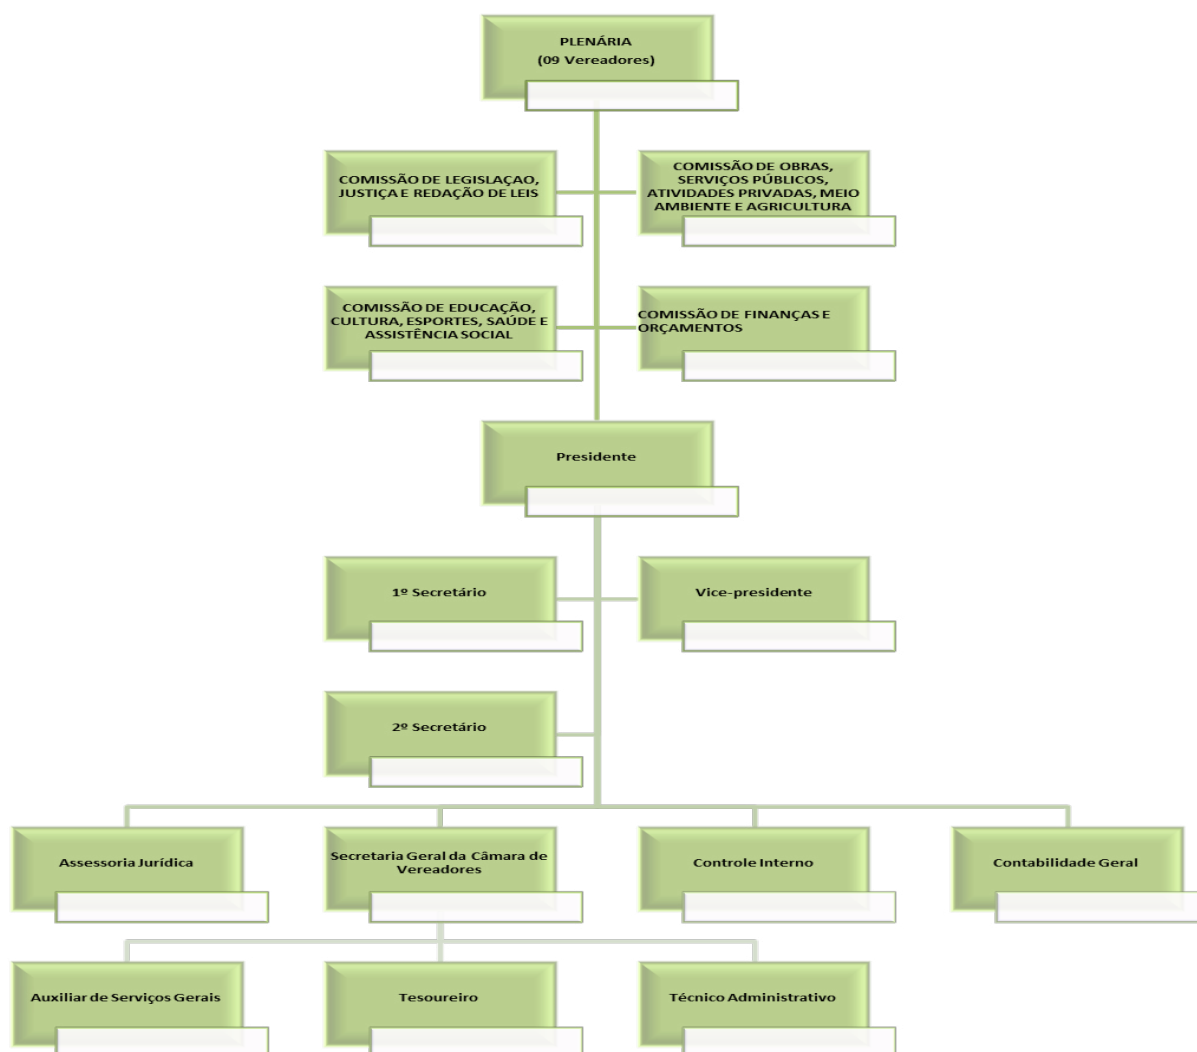 PLENÁRIA
(09 Vereadores)
COMISSÃO DE LEGISLAÇAO,
JUSTIÇA E REDAÇÃO DE LEIS
COMISSÃO DE OBRAS,
SERVIÇOS PÚBLICOS,
ATIVIDADES PRIVADAS, MEIO
AMBIENTE E AGRICULTURA
COMISSÃO DE EDUCAÇÃO,
CULTURA, ESPORTES, SAÚDE E
ASSISTÊNCIA SOCIAL
COMISSÃO DE FINANÇAS E
ORÇAMENTOS
Presidente
1º Secretário
Vice-presidente
2º Secretário
Assessoria Jurídica
Secretaria Geral da Câmara de
Vereadores
Controle Interno
Contabilidade Geral
Auxiliar de Serviços Gerais
Tesoureiro
Técnico Administrativo